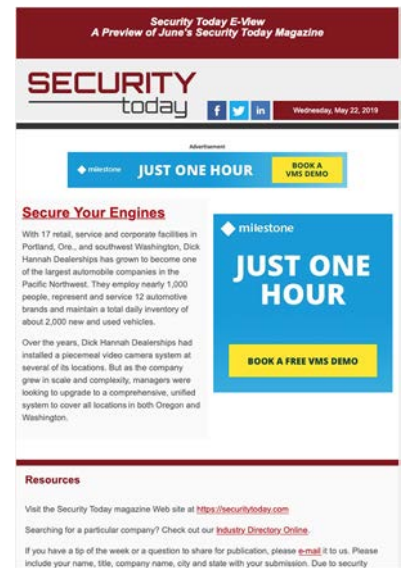 Security Today E-View
A Preview of June's Security Today Magazine
SECURITY
today
f in
Wednesday, May 22, 2019
Advertisement
milestone JUST ONE HOUR BOOK A
VMS DEMO
Secure Your Engines
With 17 retail, service and corporate facilities in
Portland, Ore., and southwest Washington, Dick
Hannah Dealerships has grown to become one
of the largest automobile companies in the
Pacific Northwest. They employ nearly 1,000
people, represent and service 12 automotive
brands and maintain a total daily inventory of
about 2,000 new and used vehicles.
Over the years, Dick Hannah Dealerships had
installed a piecemeal video camera system at
several of its locations. But as the company
grew in scale and complexity, managers were
looking to upgrade to a comprehensive, unified
system to cover all locations in both Oregon and
Washington.
milestone
JUST ONE
HOUR
BOOK A FREE VMS DEMO
Resources
Visit the Security Today magazine Web site at https://securitytoday.com
Searching for a particular company? Check out our Industry Directory Online.
If you have a tip of the week or a question to share for publication, please e-mail it to us. Please
include your name, title, company name, city and state with your submission. Due to security